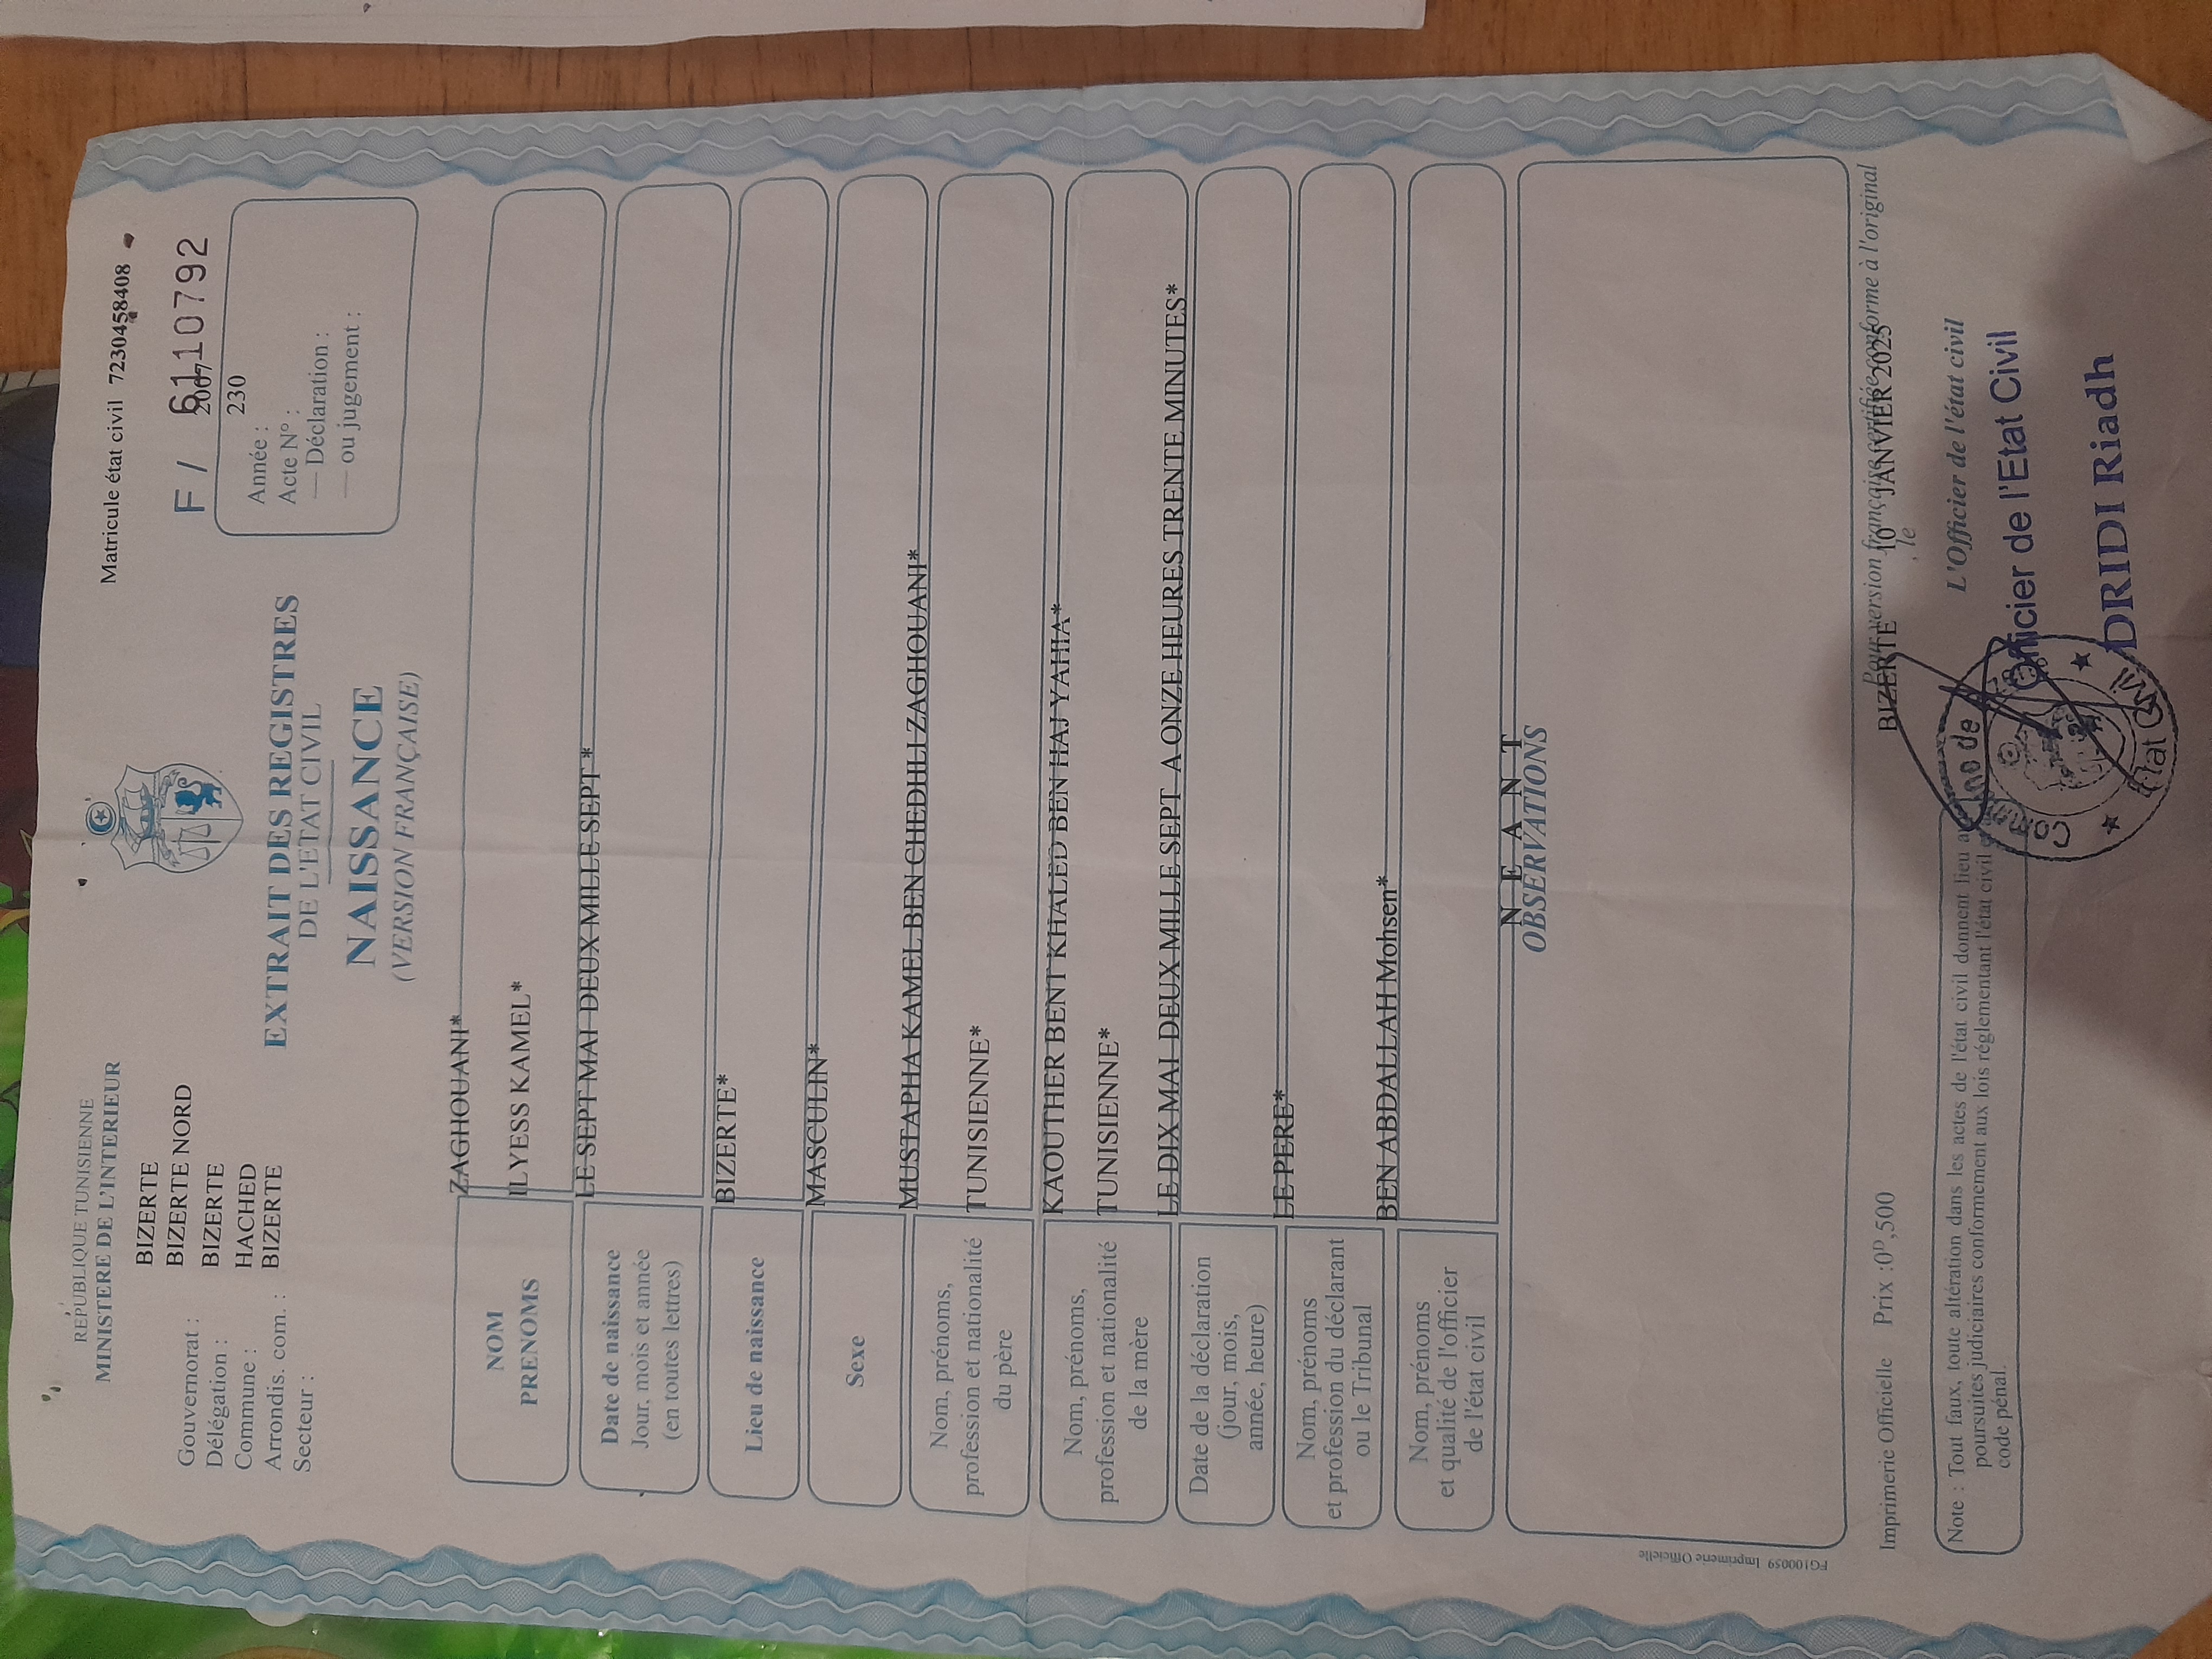 RÉPUBLIQUE TUNISIENNE
MINISTERE DE L'INTERIEUR
Matricule état civil 7230458408
F / 6110792
Gouvernorat : BIZERTE
Délégation : BIZERTE NORD
Commune : BIZERTE
Arrondis. com. : HACHED
Secteur : BIZERTE
Année : 2007
Acte N° : 230
— Déclaration :
— ou jugement :
EXTRAIT DES REGISTRES
DE L'ETAT CIVIL
NAISSANCE
(VERSION FRANÇAISE)
NOM ZAGHOUANI*
PRENOMS ILYESS KAMEL*
Date de naissance LE SEPT MAI DEUX MILLE SEPT *
Jour, mois et année
(en toutes lettres)
Lieu de naissance BIZERTE*
Sexe MASCULIN*
Nom, prénoms, MUSTAPHA KAMEL BEN CHEDHLI ZAGHOUANI*
profession et nationalité TUNISIENNE*
du père
Nom, prénoms, KAOUTHER BENT KHALED BEN HAJ YAHIA*
profession et nationalité TUNISIENNE*
de la mère
Date de la déclaration LE DIX MAI DEUX MILLE SEPT A ONZE HEURES TRENTE MINUTES*
(jour, mois,
année, heure)
Nom, prénoms LE PERE*
et profession du déclarant
ou le Tribunal
Nom, prénoms BEN ABDALLAH Mohsen*
et qualité de l'officier
de l'état civil
N E A N T
OBSERVATIONS
FG100059 Imprimerie Officielle
Imprimerie Officielle Prix :0ᴰ,500
Pour version française certifiée conforme à l'original
BIZERTE , le 10 JANVIER 2025
L'Officier de l'état civil
Officier de l'Etat Civil
DRIDI Riadh
Commune de
Etat Civil
Note : Tout faux, toute altération dans les actes de l'état civil donnent lieu
poursuites judiciaires conformement aux lois réglementant l'état civil
code pénal.